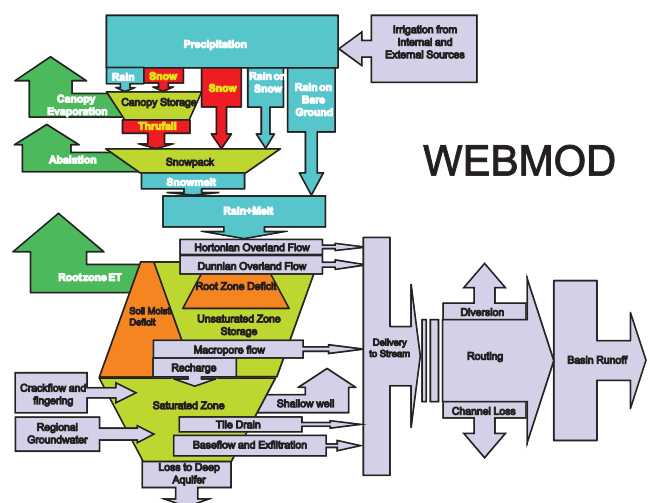 Precipitation
Irrigation from
Internal and
External Sources
Rain
Snow
Snow
Rain on
Snow
Rain on
Bare
Ground
Canopy
Evaporation
Canopy Storage
Thrufall
Abalation
Snowpack
Snowmelt
WEBMOD
Rain+Melt
Hortonian Overland Flow
Dunnian Overland Flow
Rootzone ET
Root Zone Deficit
Soil Moist
Deficit
Unsaturated Zone
Storage
Macropore flow
Recharge
Delivery
to Stream
Diversion
Routing
Channel Loss
Basin Runoff
Crackflow and
fingering
Saturated Zone
Shallow well
Regional
Groundwater
Tile Drain
Baseflow and Exfiltration
Loss to Deep
Aquifer